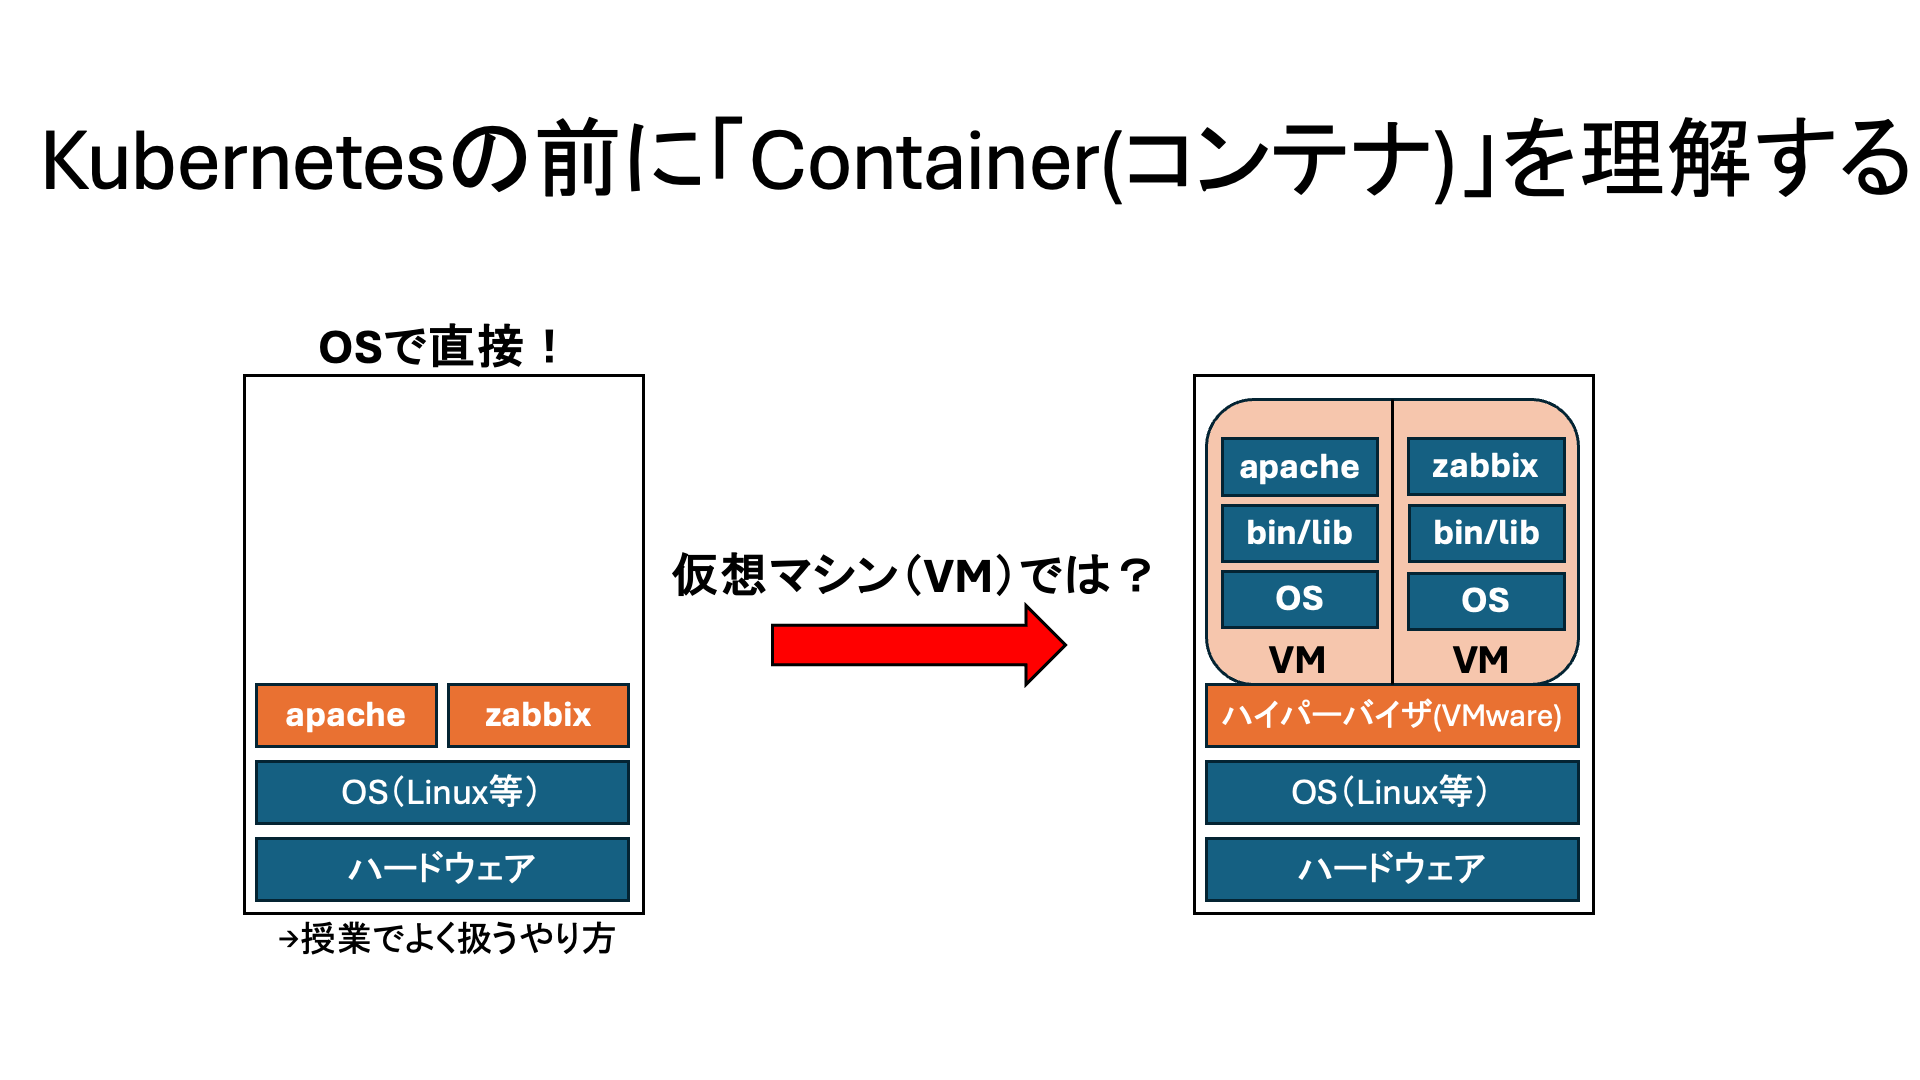 Kubernetesの前に「Container(コンテナ)」を理解する
OSで直接！
apache
zabbix
OS（Linux等）
ハードウェア
→授業でよく扱うやり方
仮想マシン（VM）では？
apache
zabbix
bin/lib
bin/lib
OS
OS
VM
VM
ハイパーバイザ(VMware)
OS（Linux等）
ハードウェア